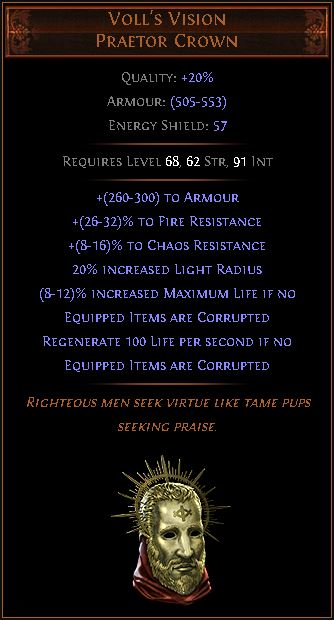 Voll's Vision
Praetor Crown
Quality: +20%
Armour: (505-553)
Energy Shield: 57
Requires Level 68, 62 Str, 91 Int
+(260-300) to Armour
+(26-32)% to Fire Resistance
+(8-16)% to Chaos Resistance
20% increased Light Radius
(8-12)% increased Maximum Life if no
Equipped Items are Corrupted
Regenerate 100 Life per second if no
Equipped Items are Corrupted
Righteous men seek virtue like tame pups
seeking praise.